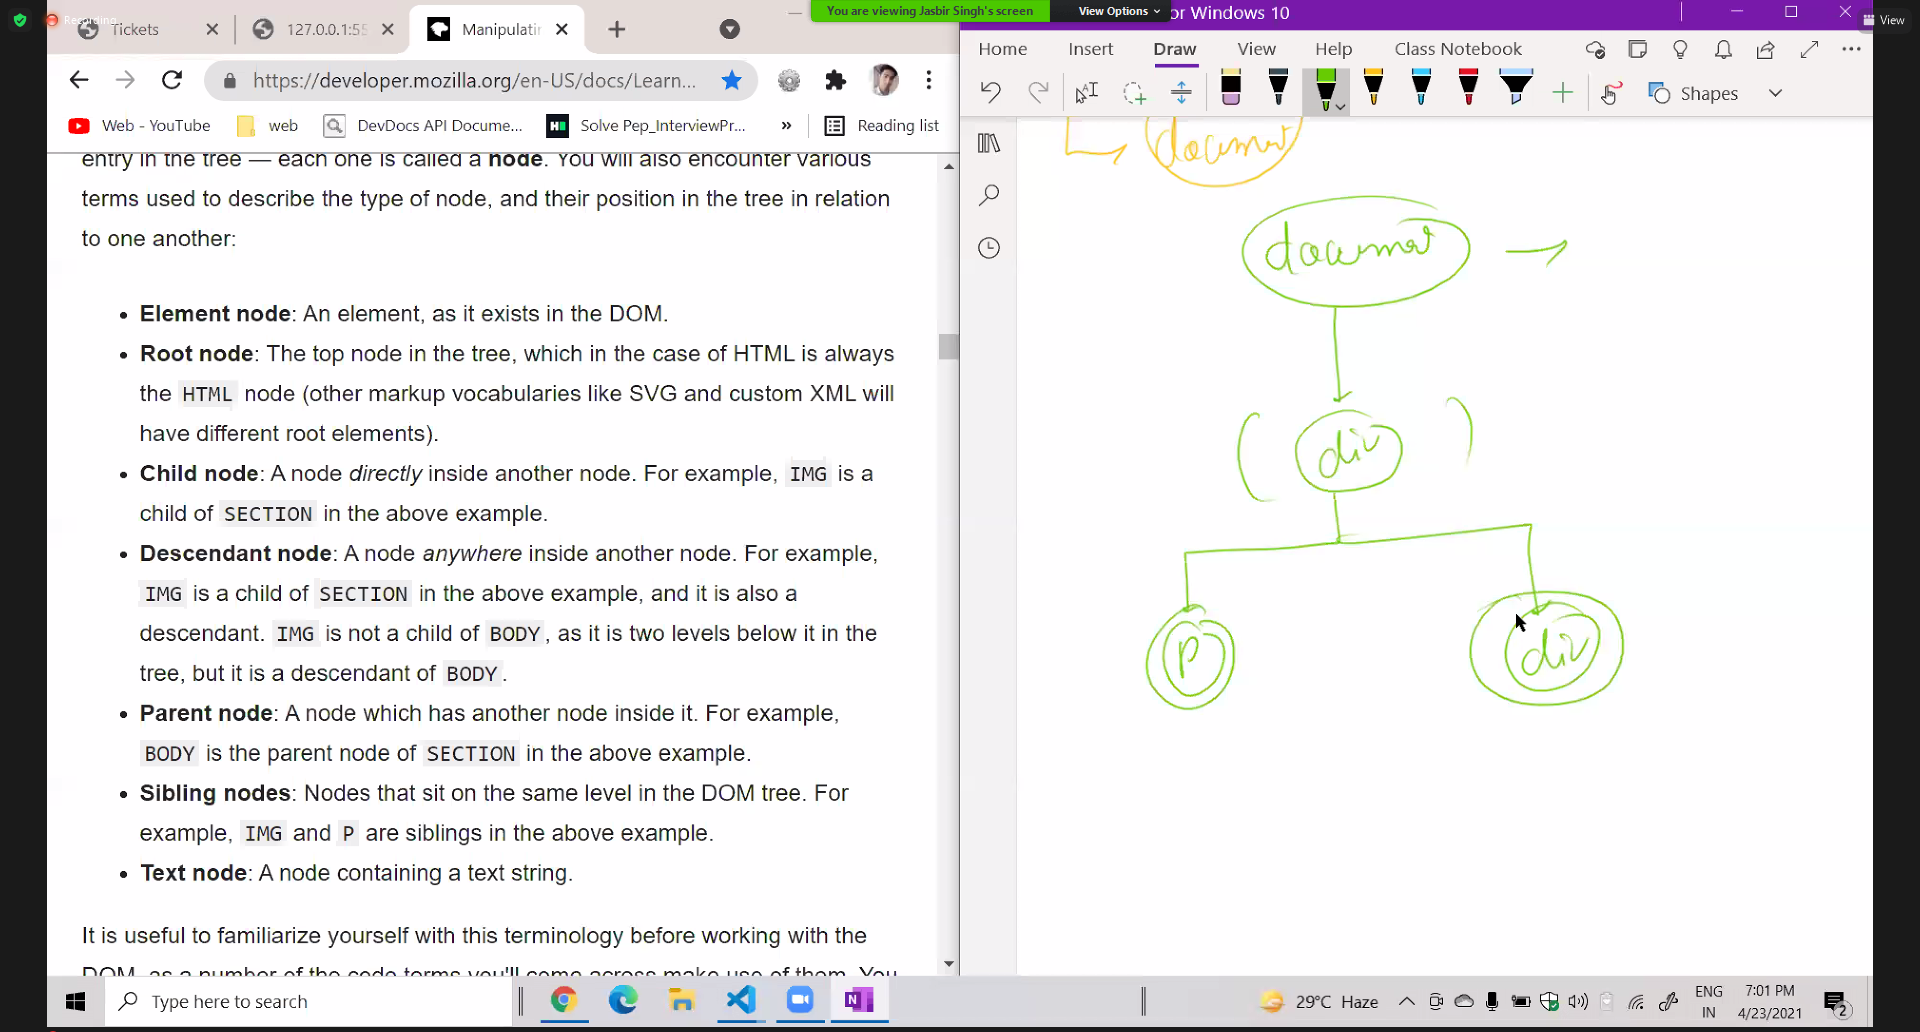 Recording
You are viewing Jasbir Singh's screen
View Options
or Windows 10
View
Tickets
127.0.0.1:55
Manipulatin
Home
Insert
Draw
View
Help
Class Notebook
https://developer.mozilla.org/en-US/docs/Learn...
Shapes
Web - YouTube
web
DevDocs API Docume...
Solve Pep_InterviewPr...
»
Reading list
entry in the tree — each one is called a node. You will also encounter various
terms used to describe the type of node, and their position in the tree in relation
to one another:
• Element node: An element, as it exists in the DOM.
• Root node: The top node in the tree, which in the case of HTML is always
the HTML node (other markup vocabularies like SVG and custom XML will
have different root elements).
• Child node: A node directly inside another node. For example, IMG is a
child of SECTION in the above example.
• Descendant node: A node anywhere inside another node. For example,
IMG is a child of SECTION in the above example, and it is also a
descendant. IMG is not a child of BODY, as it is two levels below it in the
tree, but it is a descendant of BODY.
• Parent node: A node which has another node inside it. For example,
BODY is the parent node of SECTION in the above example.
• Sibling nodes: Nodes that sit on the same level in the DOM tree. For
example, IMG and P are siblings in the above example.
• Text node: A node containing a text string.
It is useful to familiarize yourself with this terminology before working with the
DOM, as a number of the code terms you'll come across make use of them. You
document
document
( div )
P
div
Type here to search
29°C Haze
ENG
IN
7:01 PM
4/23/2021
2